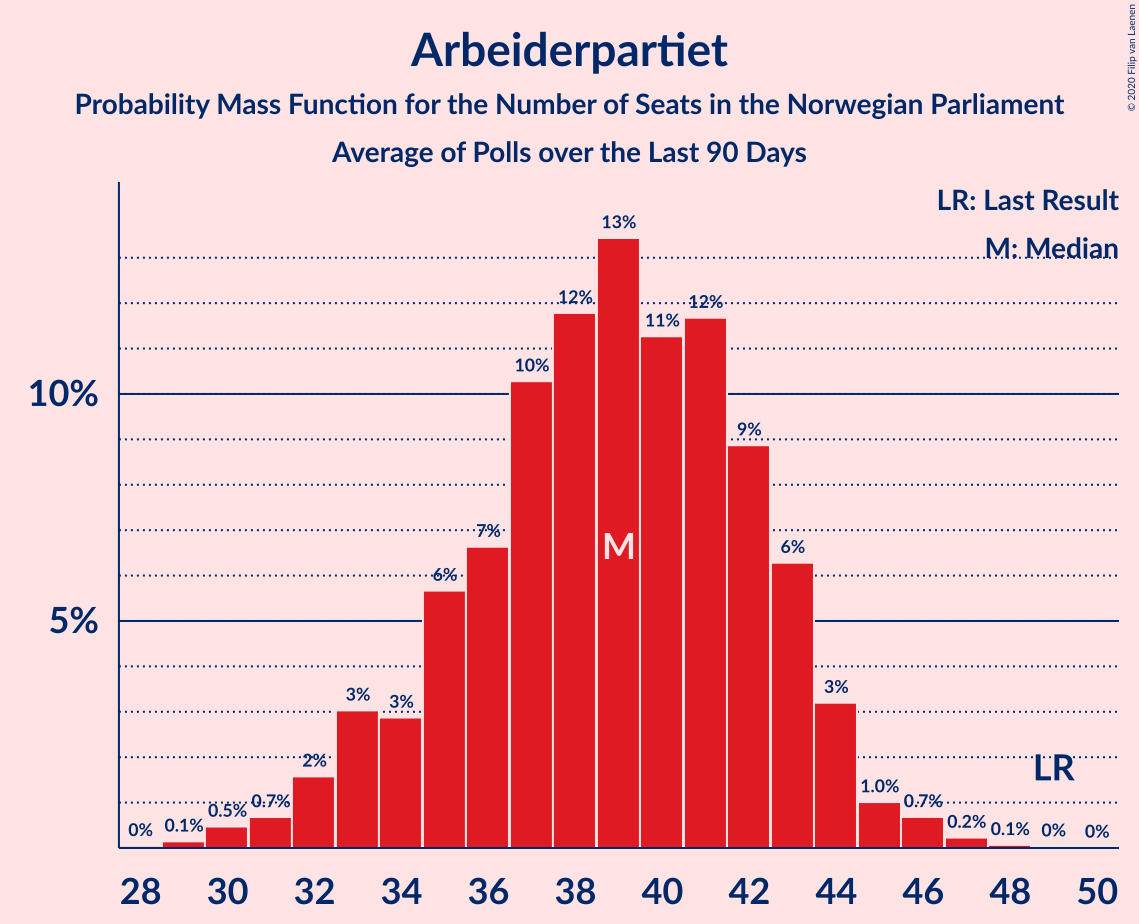 Arbeiderpartiet
Probability Mass Function for the Number of Seats in the Norwegian Parliament
Average of Polls over the Last 90 Days
© 2020 Filip van Laenen
LR: Last Result
M: Median
10%
5%
0%
0.1%
0.5%
0.7%
2%
3%
3%
6%
7%
10%
12%
13%
11%
12%
9%
6%
3%
1.0%
0.7%
0.2%
0.1%
0%
0%
M
LR
28 30 32 34 36 38 40 42 44 46 48 50